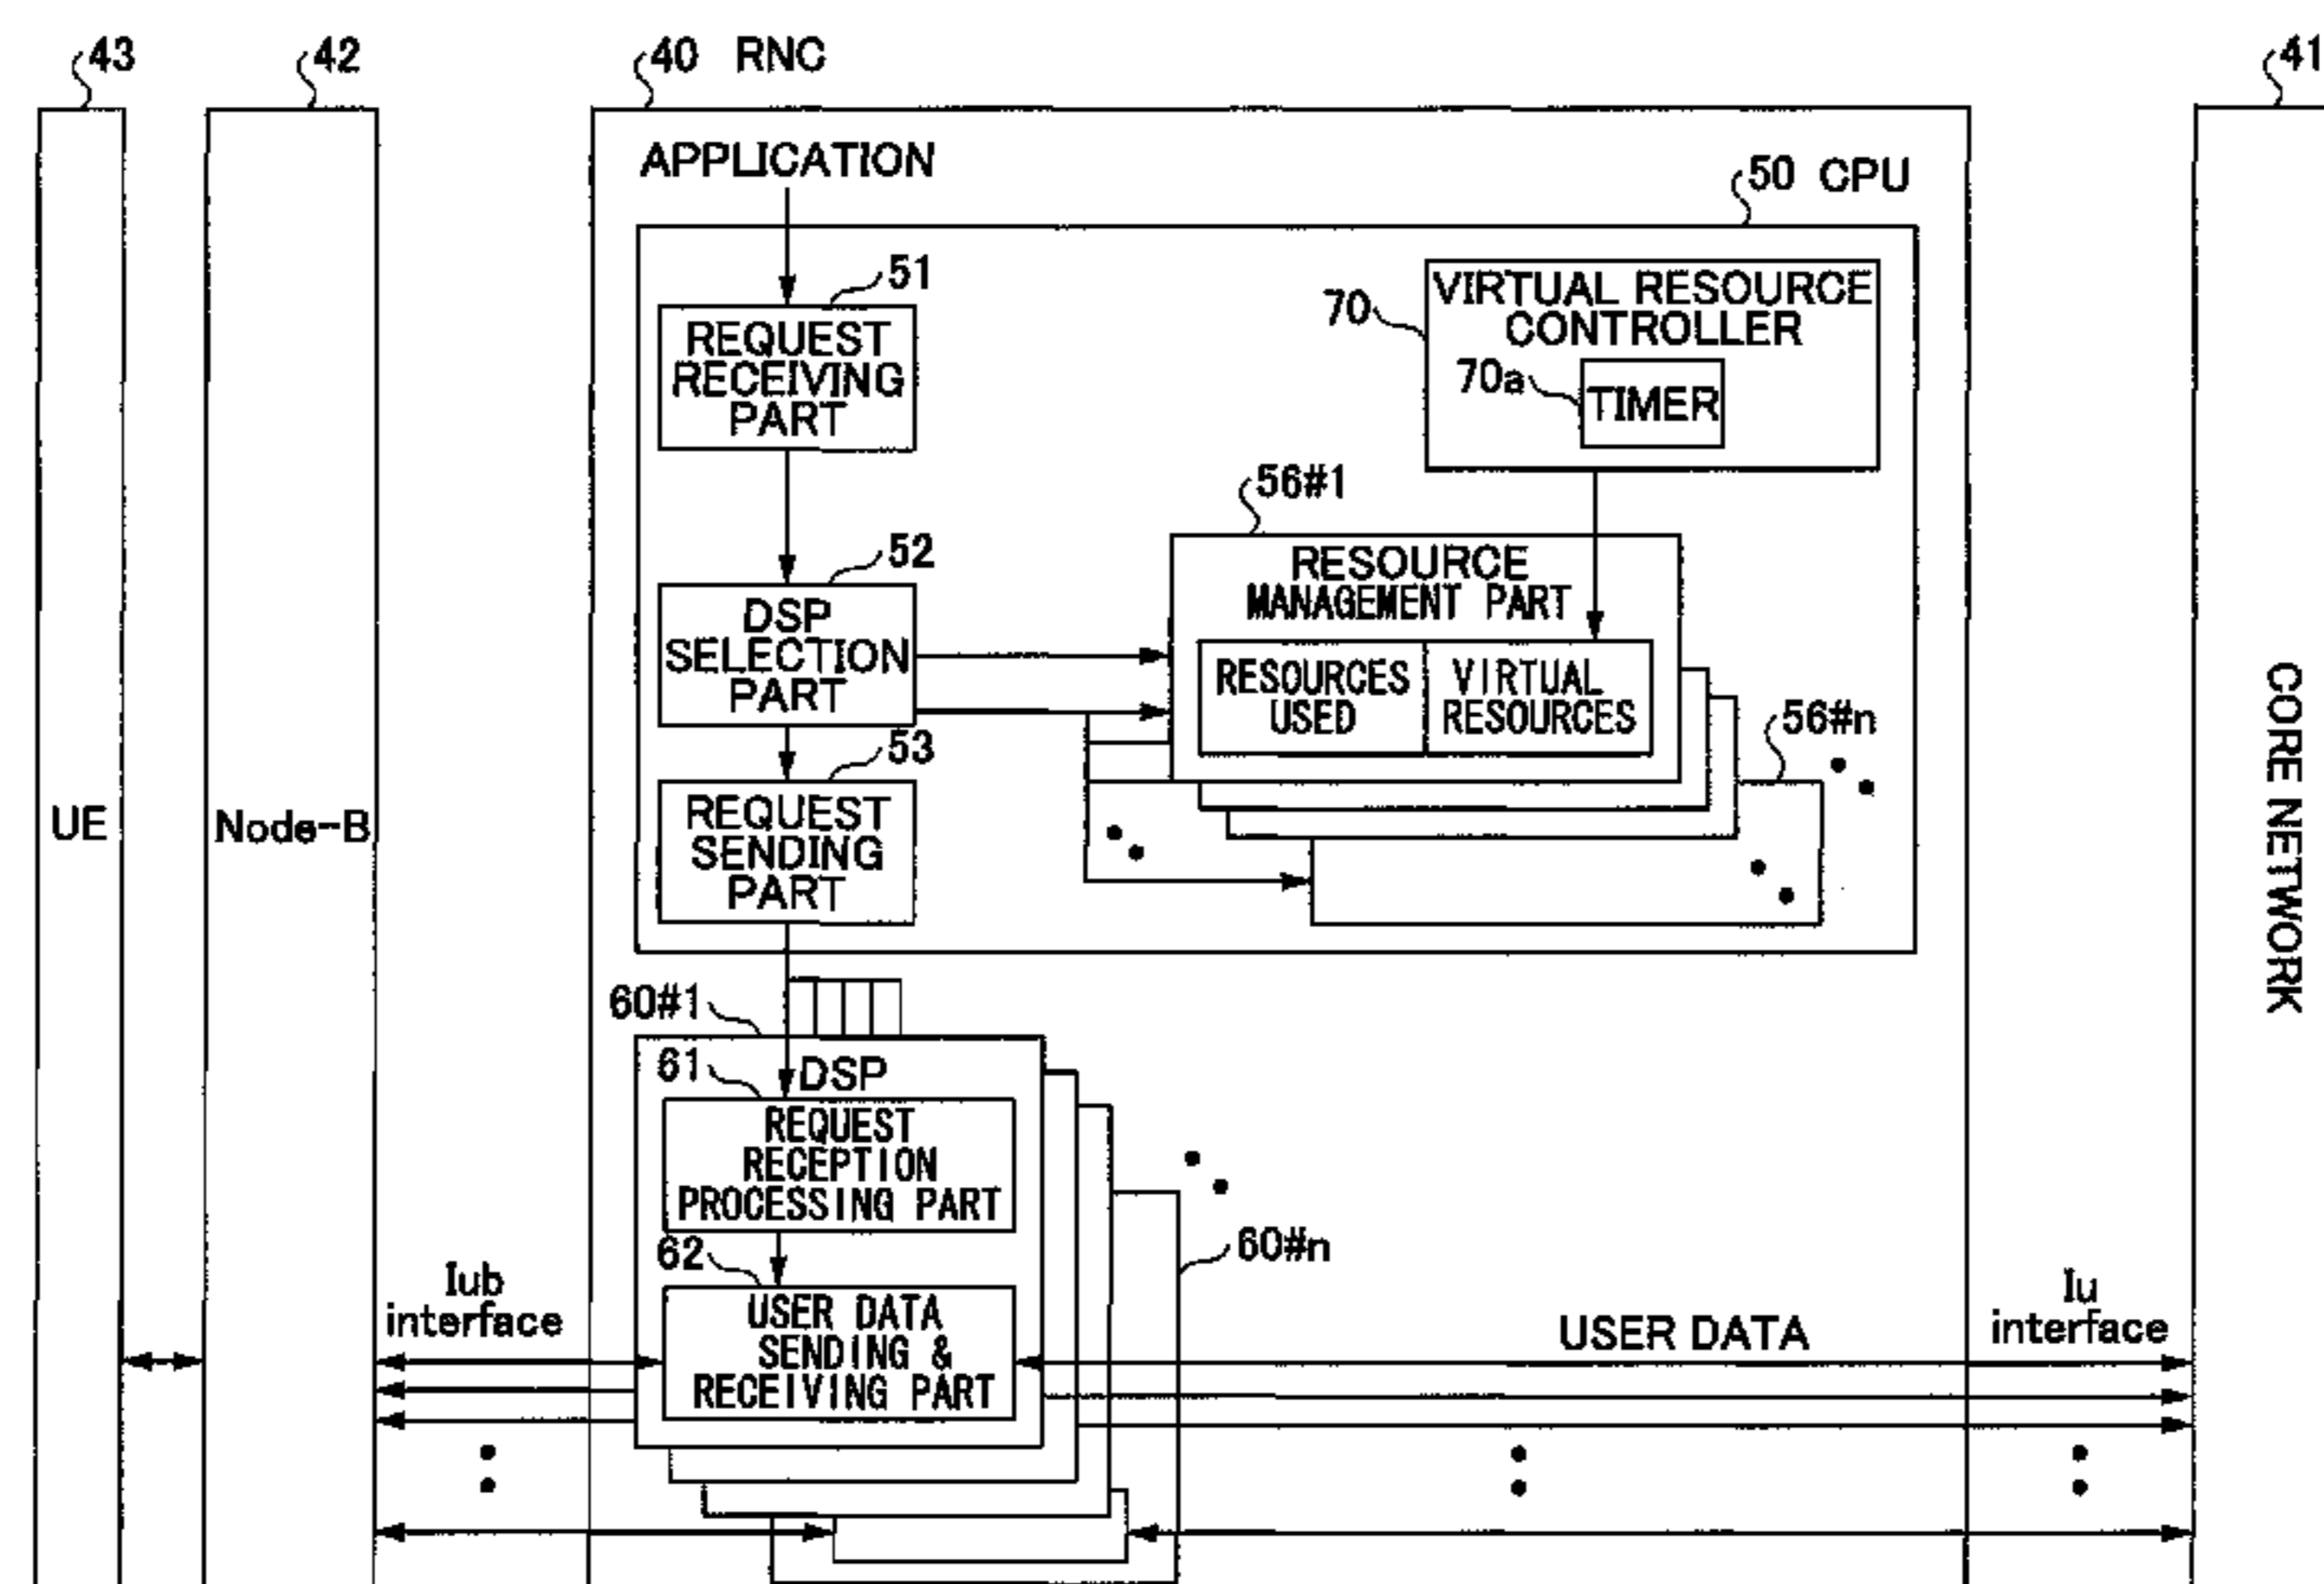 43
42
40 RNC
41
APPLICATION
50 CPU
51
REQUEST
RECEIVING
PART
70
VIRTUAL RESOURCE
CONTROLLER
70a
TIMER
56#1
52
DSP
SELECTION
PART
RESOURCE
MANAGEMENT PART
RESOURCES
USED
VIRTUAL
RESOURCES
56#n
53
REQUEST
SENDING
PART
UE
Node-B
CORE NETWORK
60#1
DSP
61
REQUEST
RECEPTION
PROCESSING PART
62
60#n
USER DATA
SENDING &
RECEIVING PART
Iub
interface
USER DATA
Iu
interface